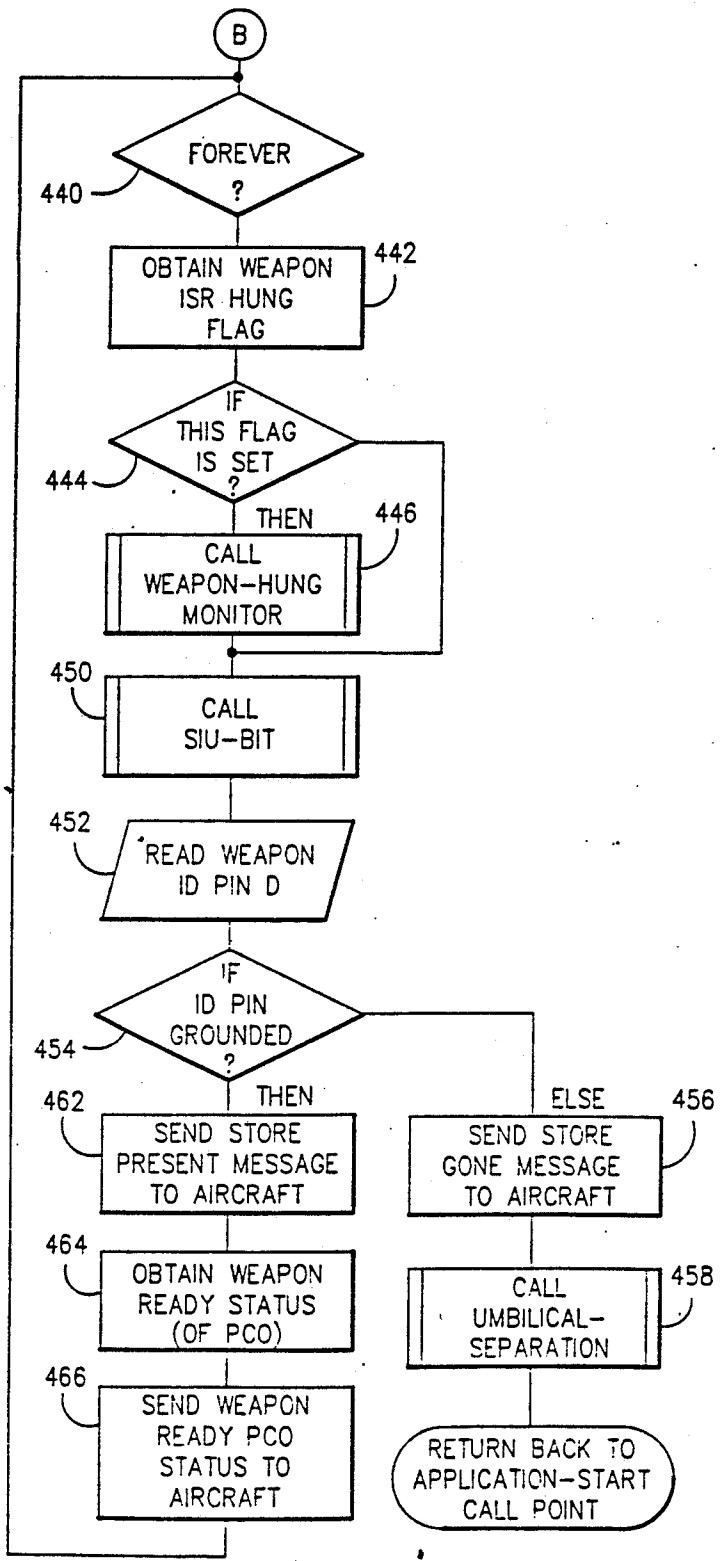 B
FOREVER
?
440
OBTAIN WEAPON
ISR HUNG
FLAG
442
IF
THIS FLAG
IS SET
?
444
THEN
446
CALL
WEAPON-HUNG
MONITOR
450
CALL
SIU-BIT
452
READ WEAPON
ID PIN D
IF
ID PIN
GROUNDED
?
454
THEN
ELSE
462
SEND STORE
PRESENT MESSAGE
TO AIRCRAFT
456
SEND STORE
GONE MESSAGE
TO AIRCRAFT
464
OBTAIN WEAPON
READY STATUS
(OF PCO)
458
CALL
UMBILICAL-
SEPARATION
466
SEND WEAPON
READY PCO
STATUS TO
AIRCRAFT
RETURN BACK TO
APPLICATION-START
CALL POINT